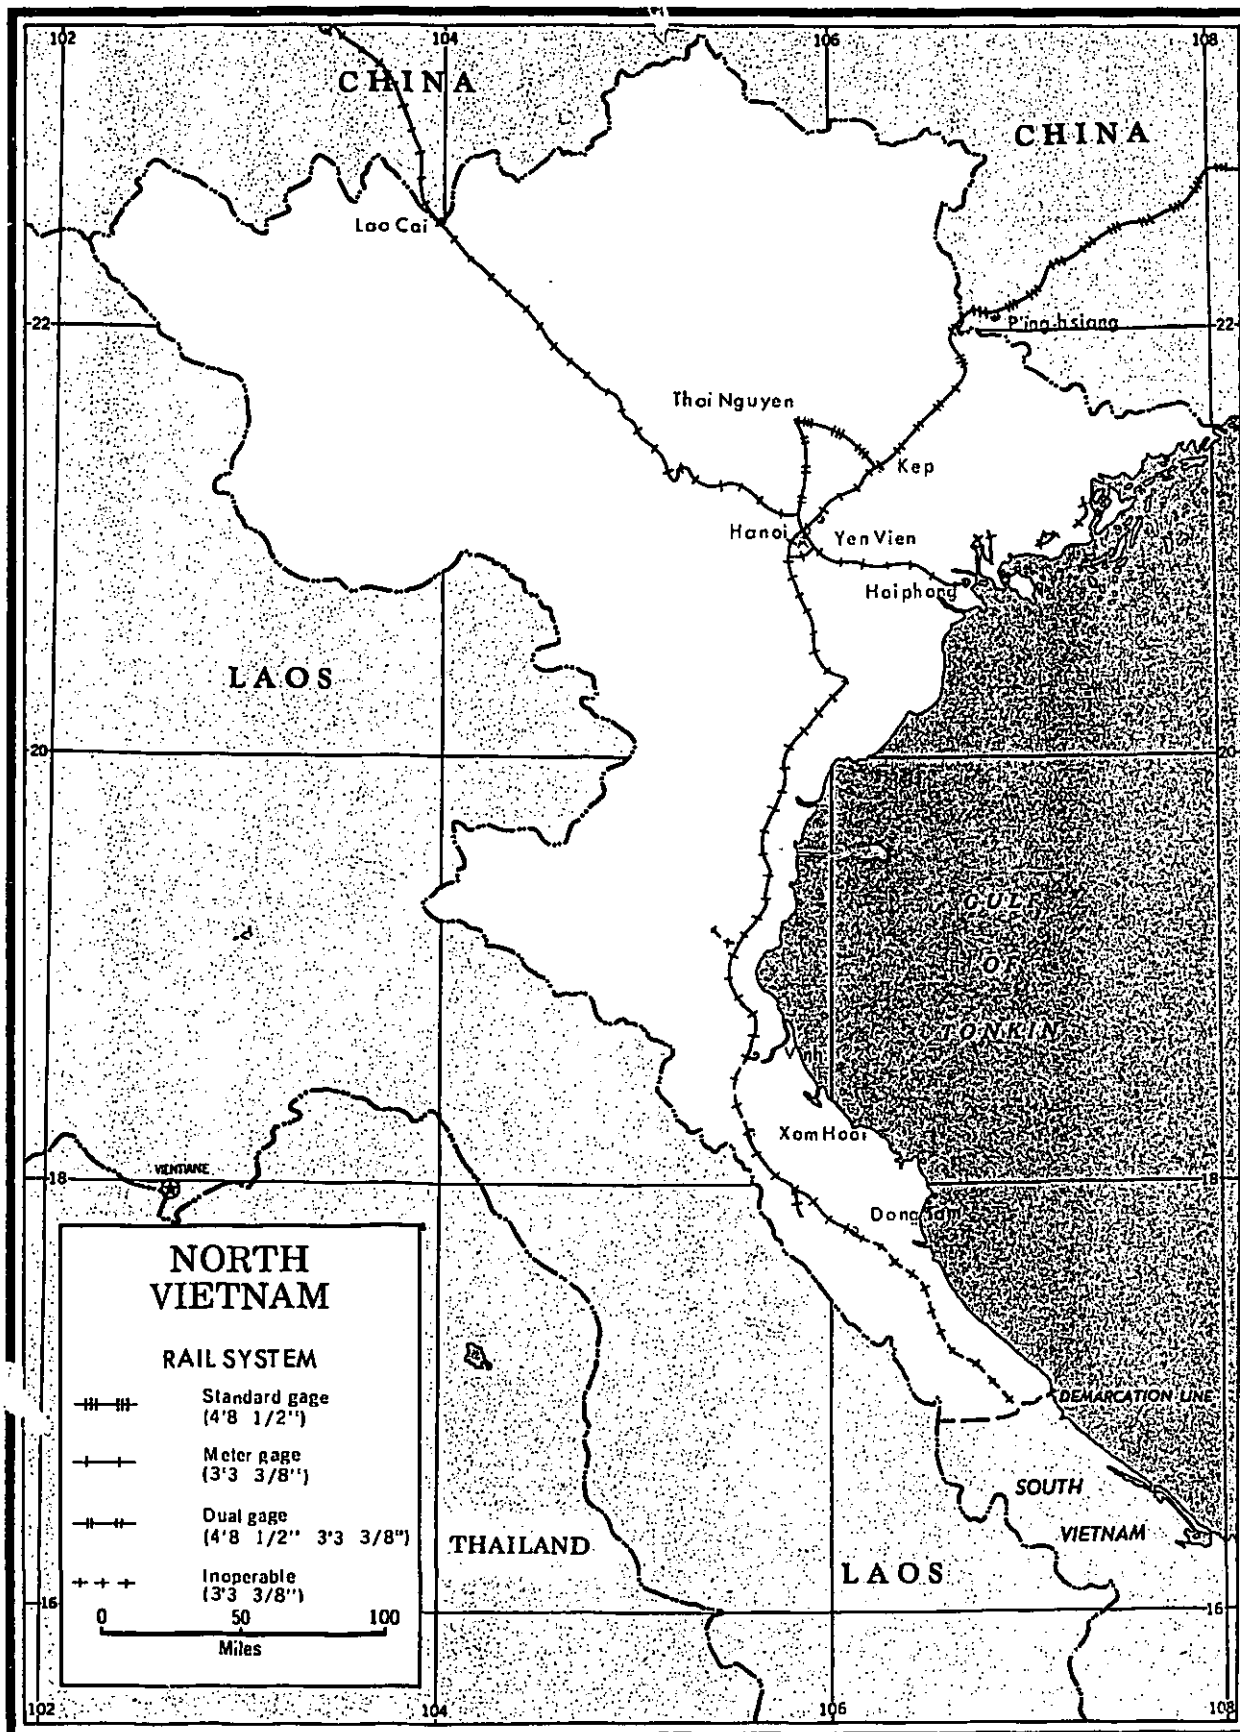 102
104
106
108
CHINA
CHINA
Lao Cai
P'ing-hsiang
22
22
Thai Nguyen
Kep
Hanoi
Yen Vien
Haiphong
LAOS
20
20
GULF
OF
TONKIN
Vinh
Xom Hoai
VIENTIANE
18
18
Dong Tam
NORTH
VIETNAM
RAIL SYSTEM
Standard gage
(4'8 1/2")
Meter gage
(3'3 3/8")
Dual gage
(4'8 1/2" 3'3 3/8")
Inoperable
(3'3 3/8")
0 50 100
Miles
DEMARCATION LINE
SOUTH
VIETNAM
THAILAND
LAOS
16
16
102
104
106
108